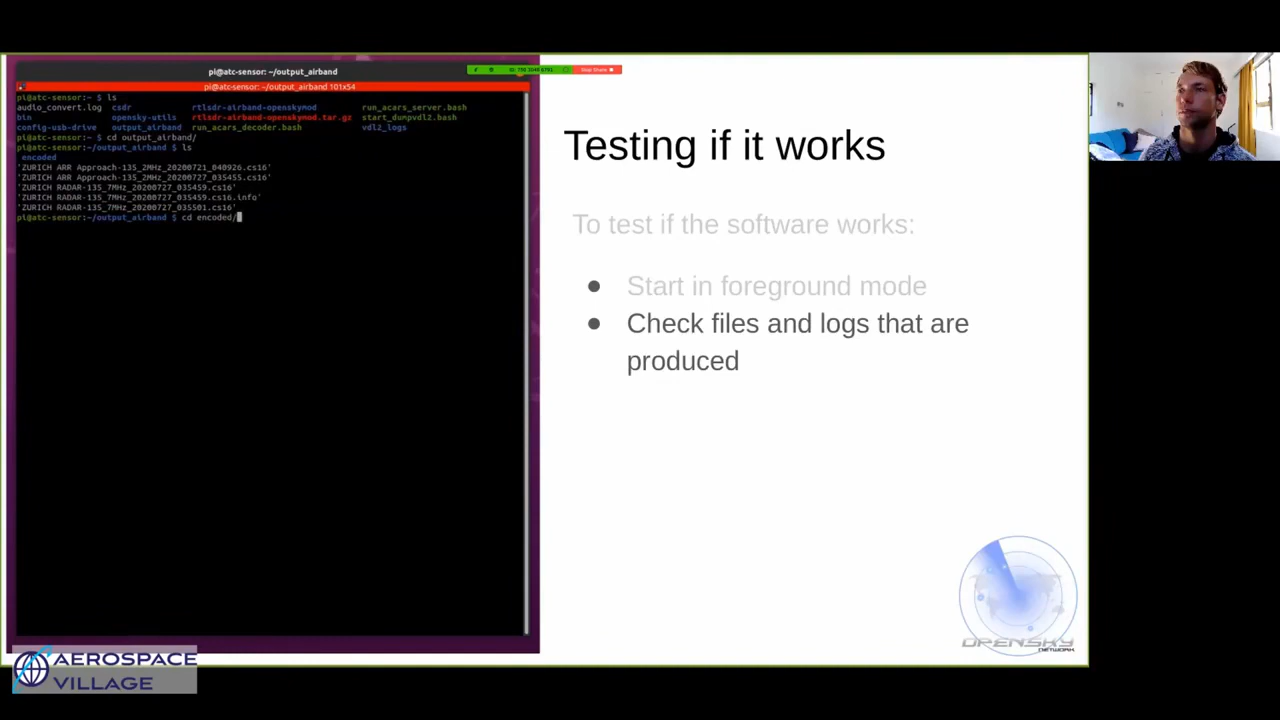 pi@atc-sensor: ~/output_airband
Stop Share
pi@atc-sensor: ~/output_airband 101x54
pi@atc-sensor:~ $ ls
audio_convert.log csdr rtlsdr-airband-openskymod run_acars_server.bash
bin opensky-utils rtlsdr-airband-openskymod.tar.gz start_dumpvdl2.bash
config-usb-drive output_airband run_acars_decoder.bash vdl2_logs
pi@atc-sensor:~ $ cd output_airband/
pi@atc-sensor:~/output_airband $ ls
encoded
'ZURICH ARR Approach-135_2MHz_20200721_040926.cs16'
'ZURICH ARR Approach-135_2MHz_20200727_035455.cs16'
'ZURICH RADAR-135_7MHz_20200727_035459.cs16'
'ZURICH RADAR-135_7MHz_20200727_035459.cs16.info'
'ZURICH RADAR-135_7MHz_20200727_035501.cs16'
pi@atc-sensor:~/output_airband $ cd encoded/
Testing if it works
To test if the software works:
● Start in foreground mode
● Check files and logs that are
produced
OPENSKY
NETWORK
AEROSPACE
VILLAGE